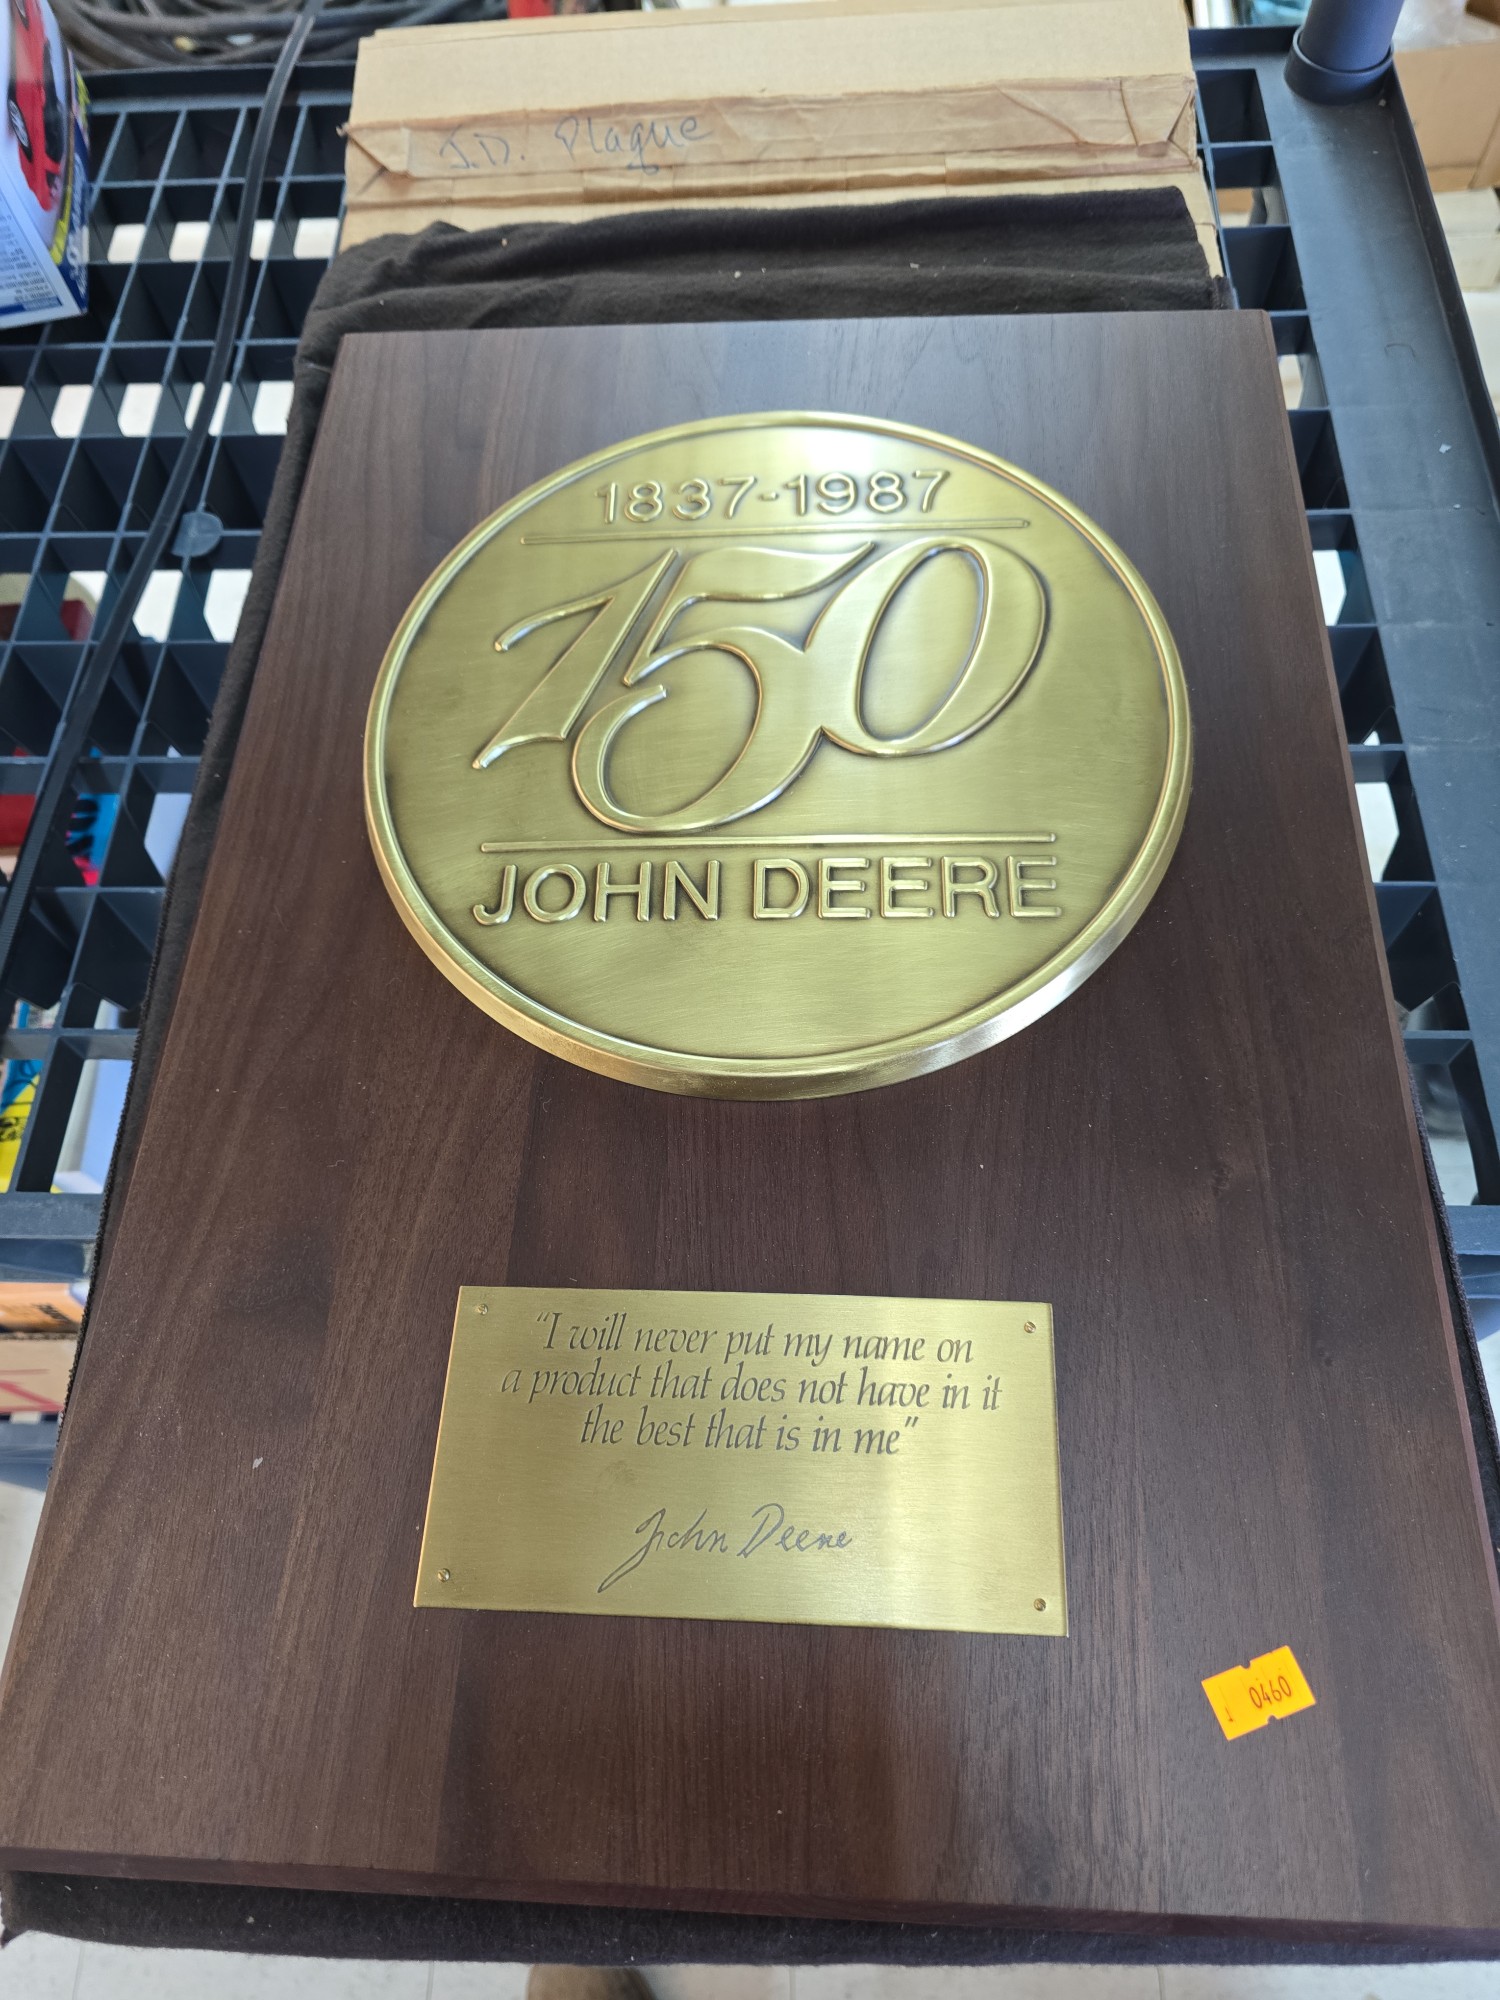 J.D. Plaque
1837-1987
150
JOHN DEERE
“I will never put my name on
a product that does not have in it
the best that is in me”
John Deere
0460